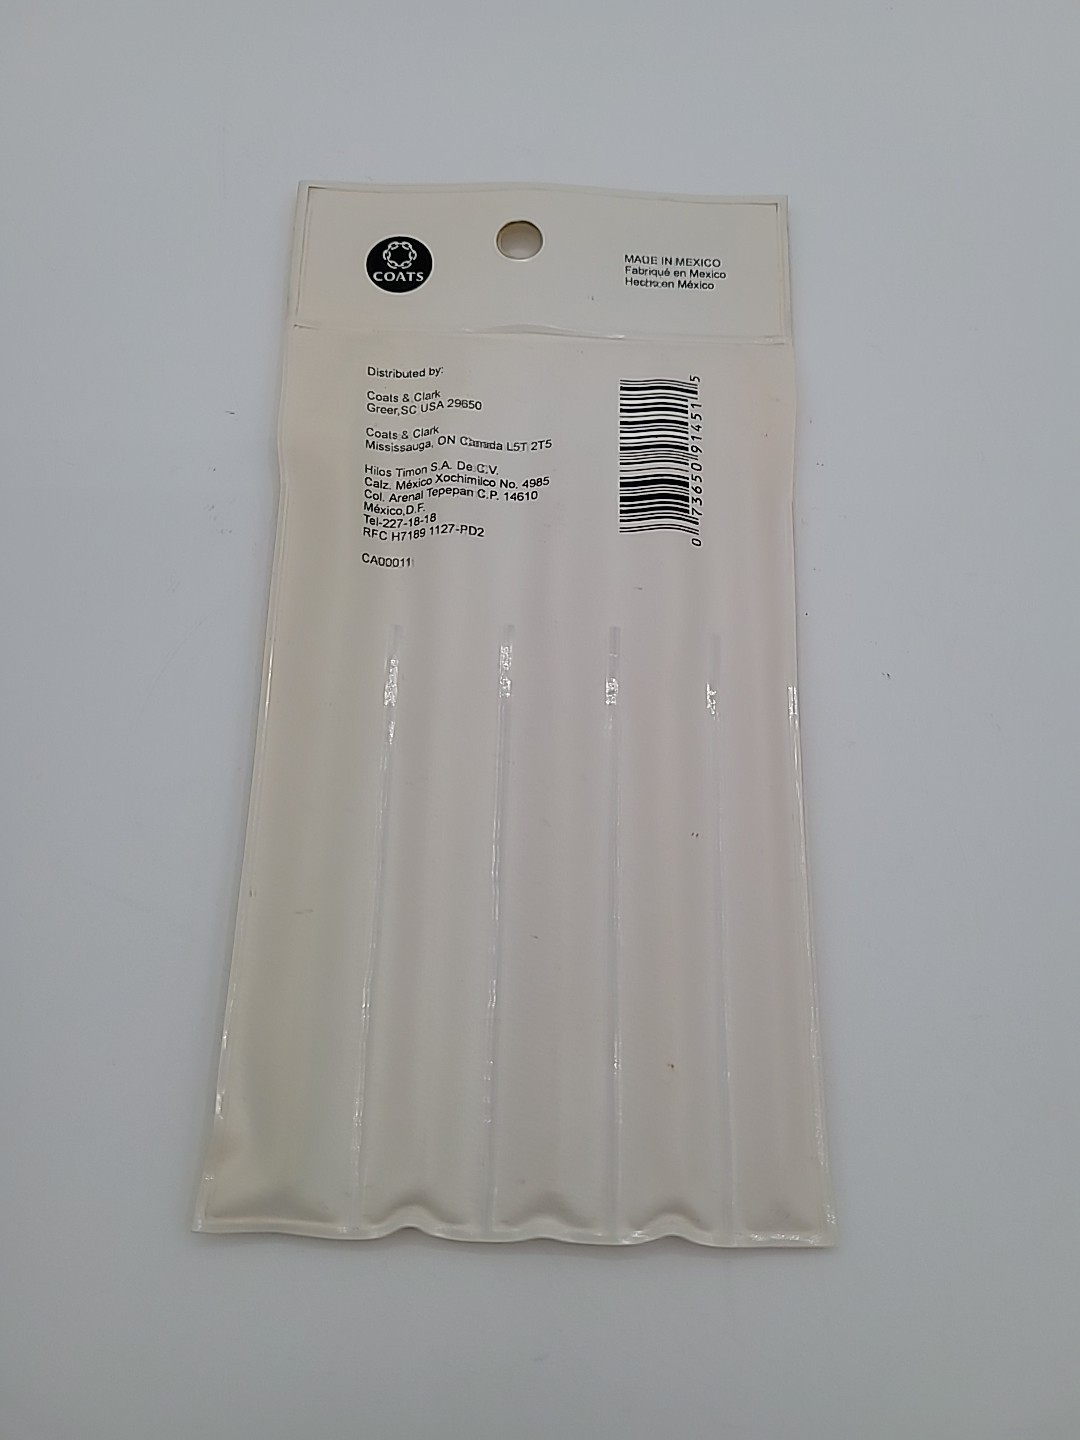 COATS
MADE IN MEXICO
Fabriqué en Mexico
Hecho en México
Distributed by:
Coats & Clark
Greer,SC USA 29650
Coats & Clark
Mississauga, ON Canada L5T 2T5
Hilos Timon S.A. De C.V.
Calz. México Xochimilco No. 4985
Col. Arenal Tepepan C.P. 14610
México,D.F.
Tel-227-18-18
RFC H7189 1127-PD2
CA00011
0 73650 91451 5